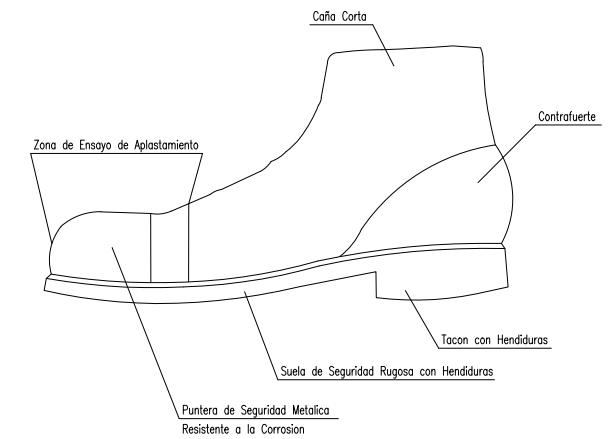 Caña Corta
Contrafuerte
Zona de Ensayo de Aplastamiento
Tacon con Hendiduras
Suela de Seguridad Rugosa con Hendiduras
Puntera de Seguridad Metalica
Resistente a la Corrosion